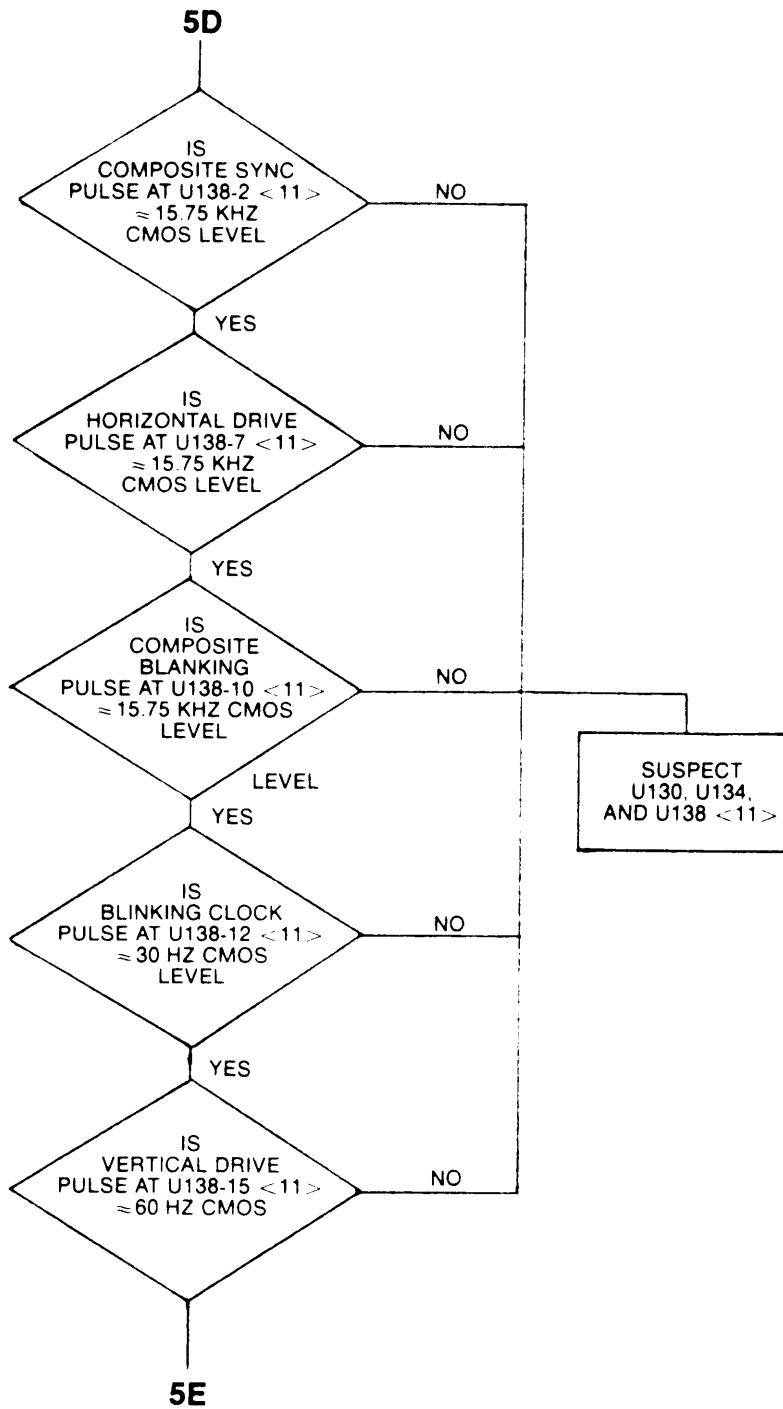 5D
IS
COMPOSITE SYNC
PULSE AT U138-2 <11>
≈ 15.75 KHZ
CMOS LEVEL
NO
YES
IS
HORIZONTAL DRIVE
PULSE AT U138-7 <11>
≈ 15.75 KHZ
CMOS LEVEL
NO
YES
IS
COMPOSITE
BLANKING
PULSE AT U138-10 <11>
≈ 15.75 KHZ CMOS
LEVEL
NO
LEVEL
YES
SUSPECT
U130, U134,
AND U138 <11>
IS
BLINKING CLOCK
PULSE AT U138-12 <11>
≈ 30 HZ CMOS
LEVEL
NO
YES
IS
VERTICAL DRIVE
PULSE AT U138-15 <11>
≈ 60 HZ CMOS
NO
5E